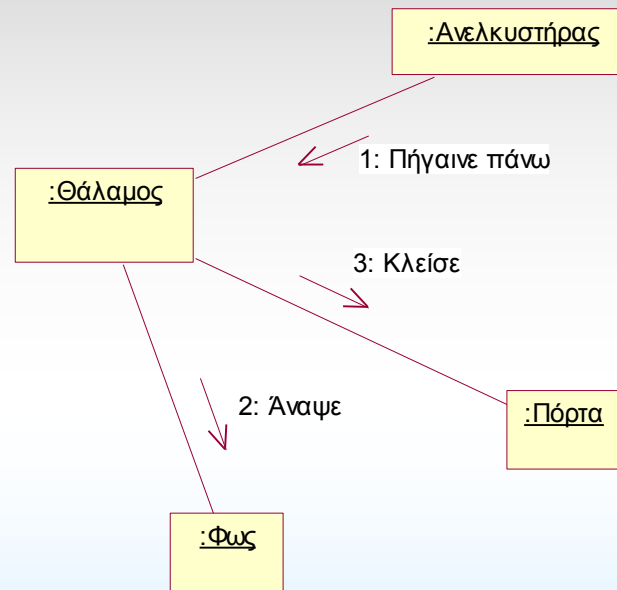 :Ανελκυστήρας
1: Πήγαινε πάνω
:Θάλαμος
3: Κλείσε
2: Άναψε
:Πόρτα
:Φως